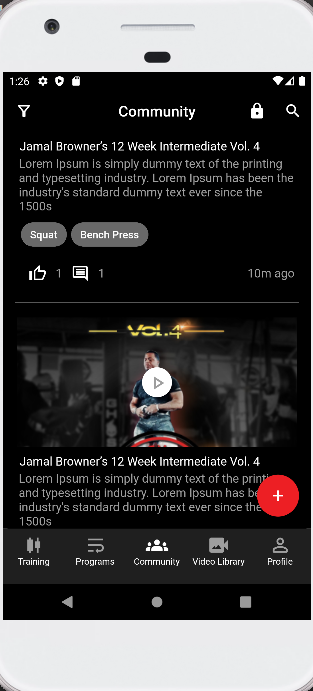 1:26
Community
Jamal Browner's 12 Week Intermediate Vol. 4
Lorem Ipsum is simply dummy text of the printing
and typesetting industry. Lorem Ipsum has been the
industry's standard dummy text ever since the
1500s
Squat Bench Press
1 1 10m ago
VOL.4
Jamal Browner's 12 Week Intermediate Vol. 4
Lorem Ipsum is simply dummy text of the
and typesetting industry. Lorem Ipsum has
industry's standard dummy text ever since the
1500s
Training Programs Community Video Library Profile